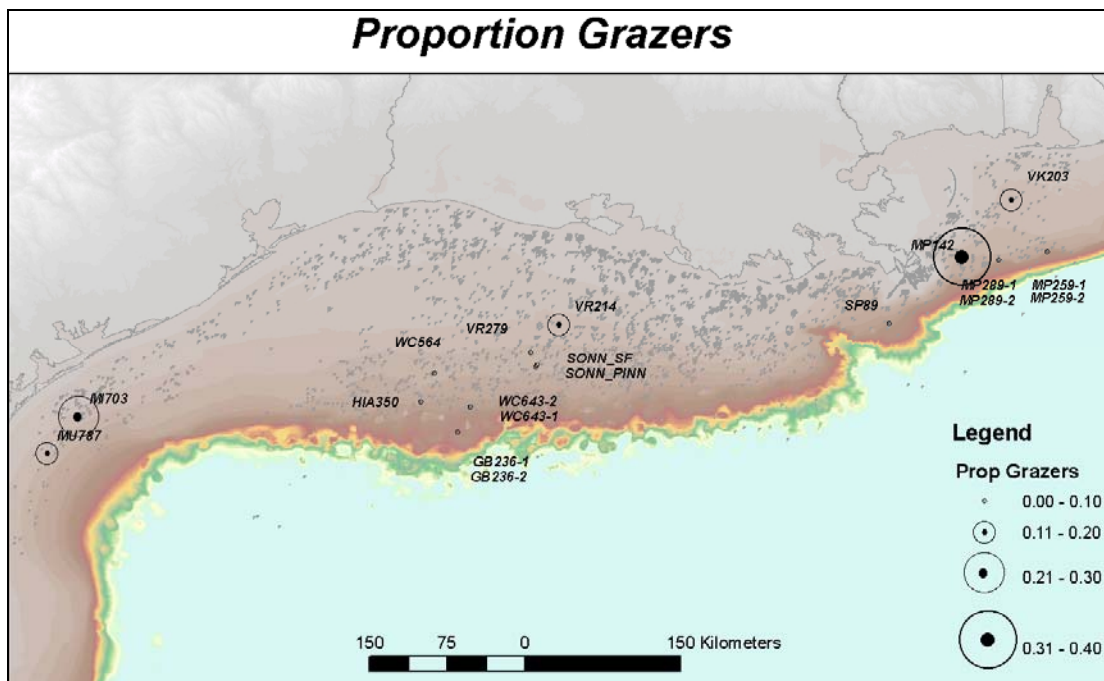 Proportion Grazers
VK203
MP142
MP289-1 MP259-1
MP289-2 MP259-2
SP89
VR214
VR279
WC564
SONN_SF
SONN_PINN
HIA350
WC643-2
WC643-1
MI703
MU787
GB236-1
GB236-2
Legend
Prop Grazers
0.00 - 0.10
0.11 - 0.20
0.21 - 0.30
0.31 - 0.40
150 75 0 150 Kilometers